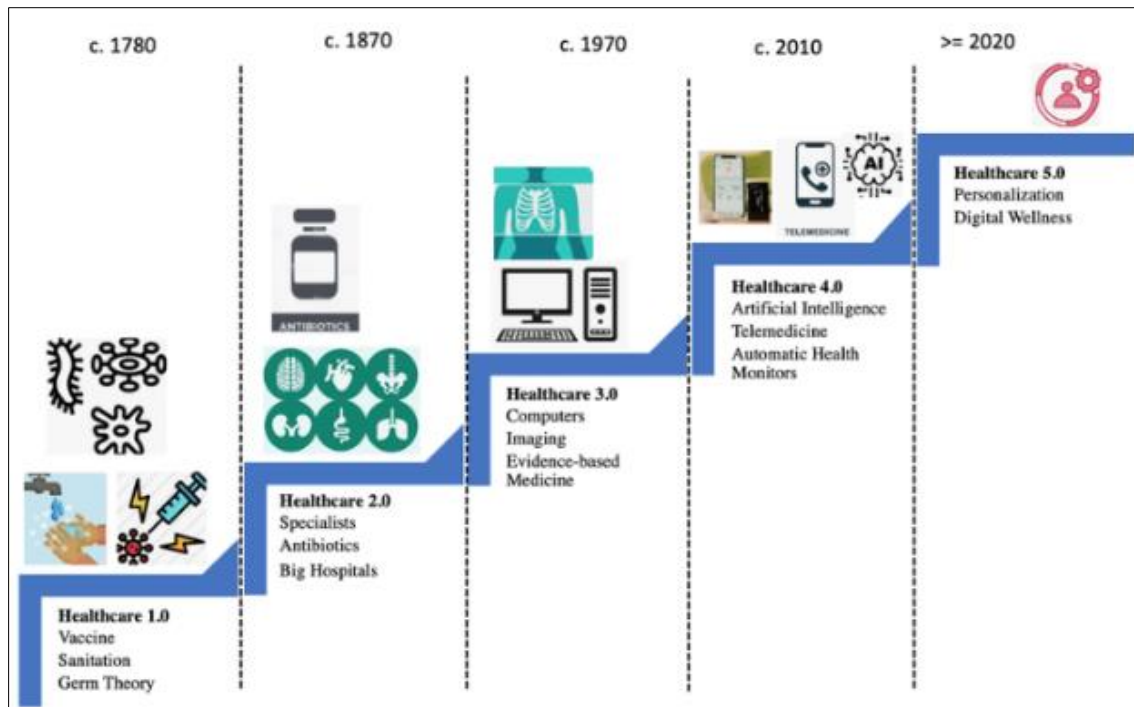 c. 1780
c. 1870
c. 1970
c. 2010
>= 2020
AI
TELEMEDICINE
ANTIBIOTICS
Healthcare 1.0
Vaccine
Sanitation
Germ Theory
Healthcare 2.0
Specialists
Antibiotics
Big Hospitals
Healthcare 3.0
Computers
Imaging
Evidence-based
Medicine
Healthcare 4.0
Artificial Intelligence
Telemedicine
Automatic Health
Monitors
Healthcare 5.0
Personalization
Digital Wellness